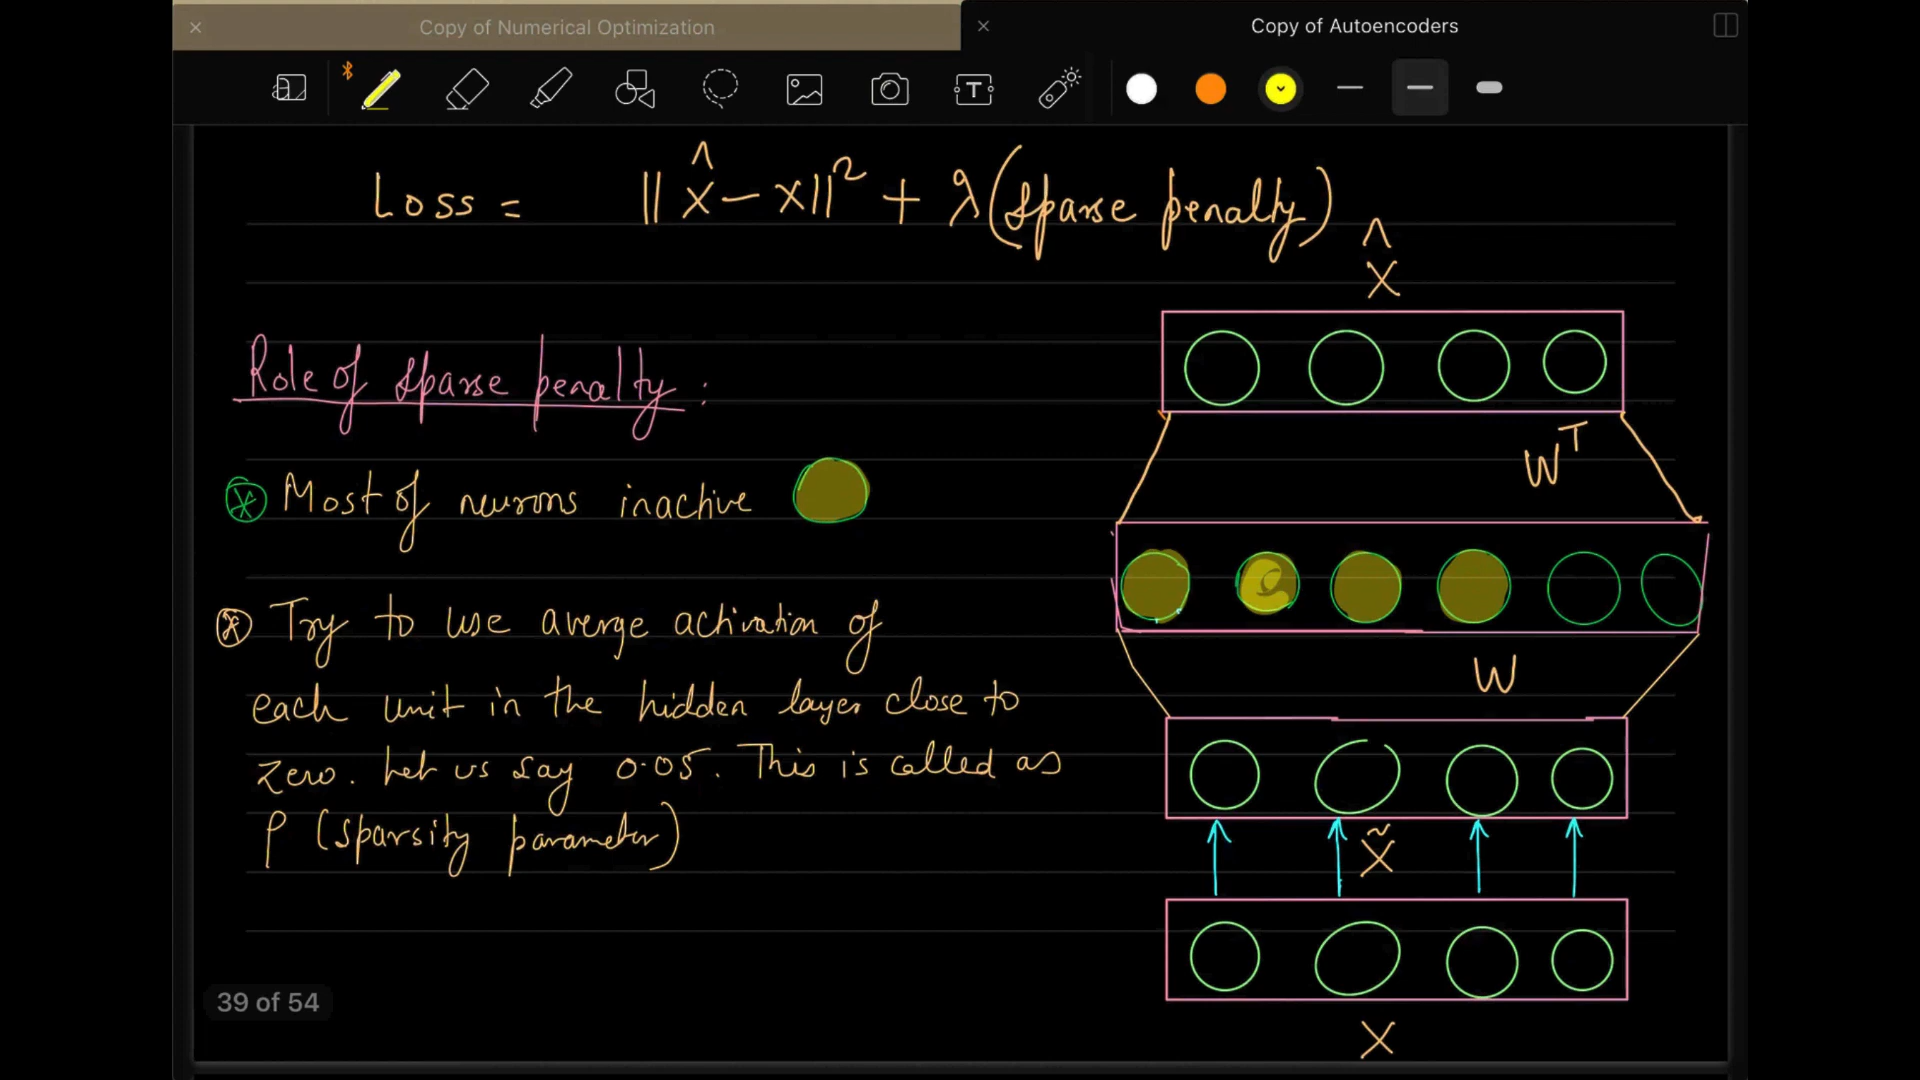 Copy of Numerical Optimization
Copy of Autoencoders
Loss = || x̂ - x ||² + λ (sparse penalty)
X̂
Role of sparse penalty :
Most of neurons inactive
Wᵀ
Try to use averge activation of
each unit in the hidden layer close to
W
zero. Let us say 0.05. This is called as
ρ (sparsity parameter)
X̃
39 of 54
X